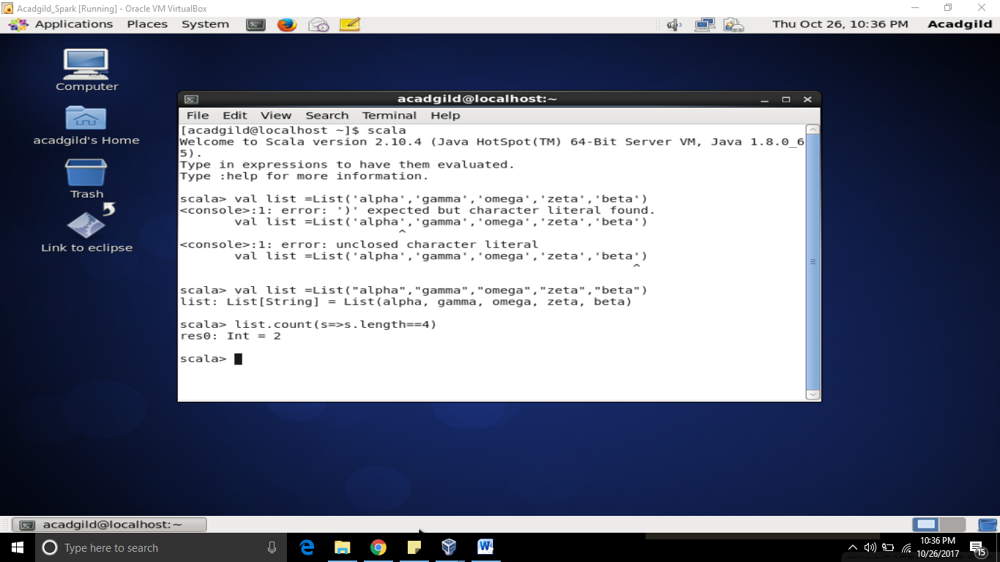 Acadgild_Spark [Running] - Oracle VM VirtualBox
Applications Places System Thu Oct 26, 10:36 PM Acadgild
Computer
acadgild's Home
Trash
Link to eclipse
acadgild@localhost:~
File Edit View Search Terminal Help
[acadgild@localhost ~]$ scala
Welcome to Scala version 2.10.4 (Java HotSpot(TM) 64-Bit Server VM, Java 1.8.0_6
5).
Type in expressions to have them evaluated.
Type :help for more information.
scala> val list =List('alpha','gamma','omega','zeta','beta')
<console>:1: error: ')' expected but character literal found.
       val list =List('alpha','gamma','omega','zeta','beta')
                            ^
<console>:1: error: unclosed character literal
       val list =List('alpha','gamma','omega','zeta','beta')
                                                          ^
scala> val list =List("alpha","gamma","omega","zeta","beta")
list: List[String] = List(alpha, gamma, omega, zeta, beta)
scala> list.count(s=>s.length==4)
res0: Int = 2
scala>
acadgild@localhost:~
Type here to search
10:36 PM
10/26/2017
15